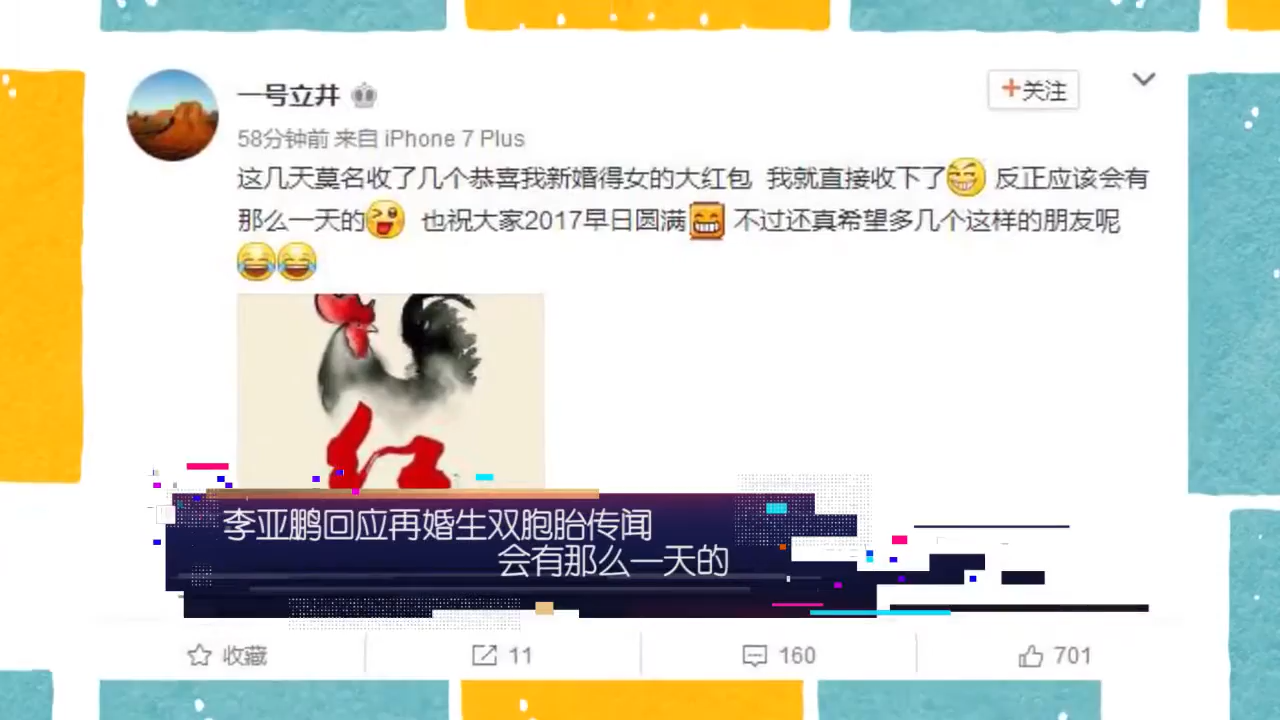 一号立井
+关注
58分钟前 来自 iPhone 7 Plus
这几天莫名收了几个恭喜我新婚得女的大红包 我就直接收下了 反正应该会有
那么一天的 也祝大家2017早日圆满 不过还真希望多几个这样的朋友呢
红
李亚鹏回应再婚生双胞胎传闻
会有那么一天的
收藏
11
160
701